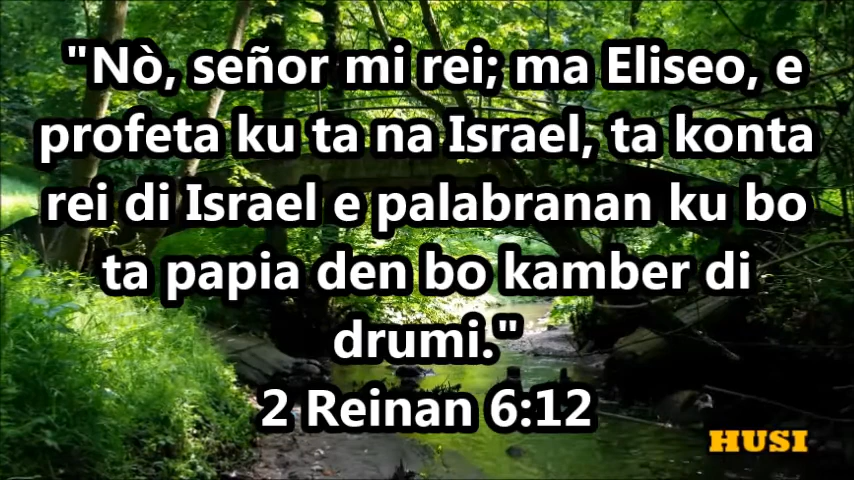 "Nò, señor mi rei; ma Eliseo, e
profeta ku ta na Israel, ta konta
rei di Israel e palabranan ku bo
ta papia den bo kamber di
drumi."
2 Reinan 6:12
HUSI